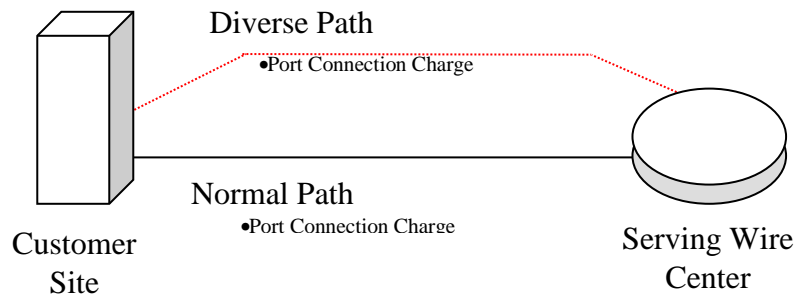 Diverse Path
•Port Connection Charge
Normal Path
•Port Connection Charge
Customer
Site
Serving Wire
Center